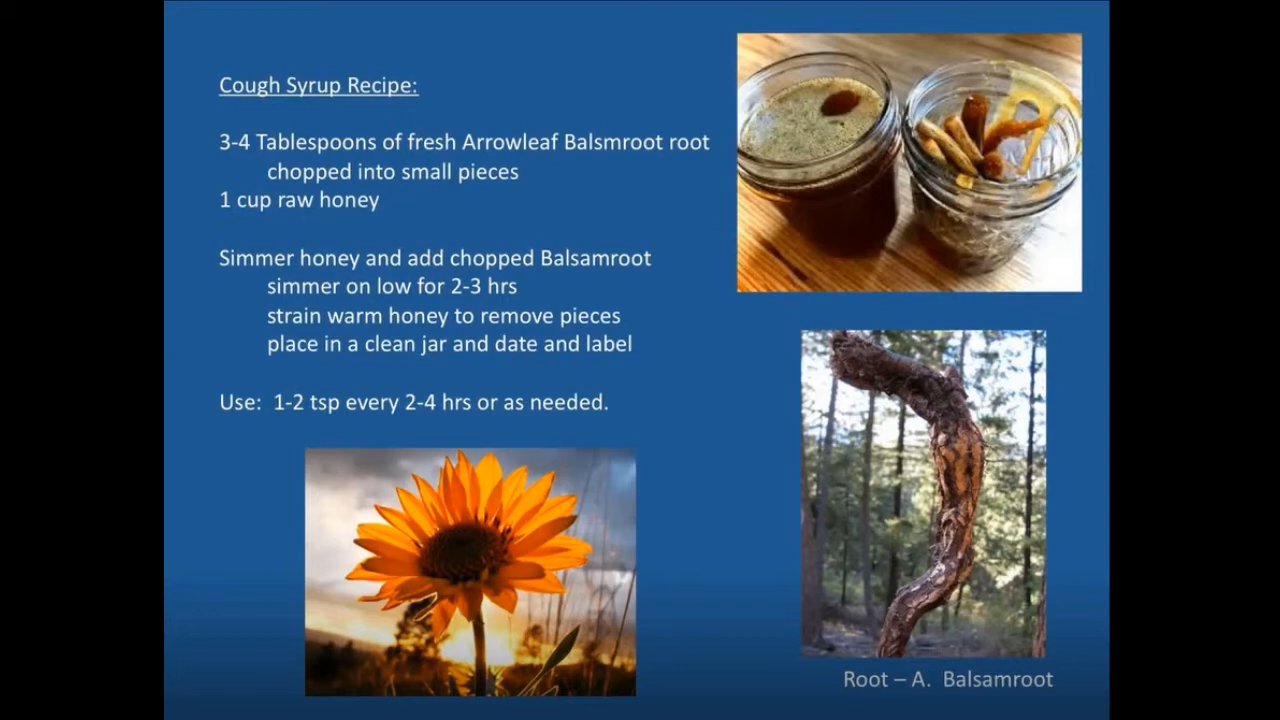 Cough Syrup Recipe:
3-4 Tablespoons of fresh Arrowleaf Balsmroot root
chopped into small pieces
1 cup raw honey
Simmer honey and add chopped Balsamroot
simmer on low for 2-3 hrs
strain warm honey to remove pieces
place in a clean jar and date and label
Use:  1-2 tsp every 2-4 hrs or as needed.
Root – A.  Balsamroot